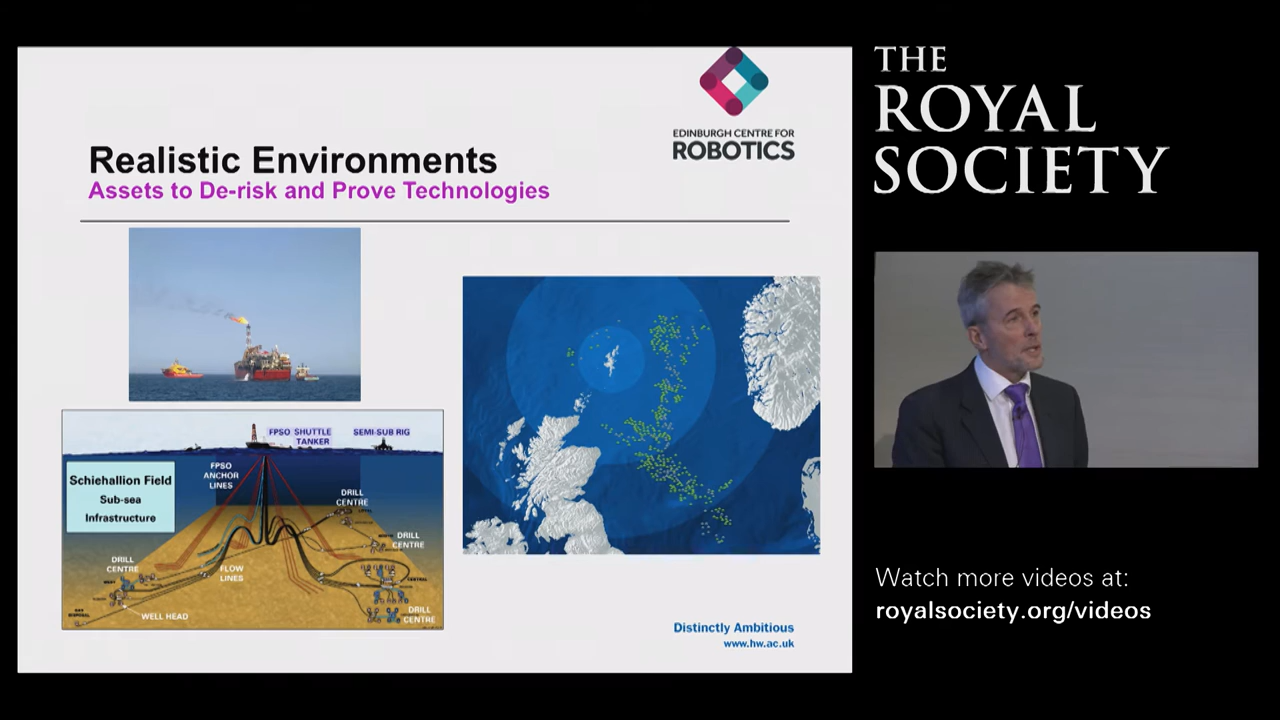 EDINBURGH CENTRE FOR
ROBOTICS
Realistic Environments
Assets to De-risk and Prove Technologies
FPSO SHUTTLE
TANKER
SEMI-SUB RIG
Schiehallion Field
Sub-sea
Infrastructure
FPSO
ANCHOR
LINES
DRILL
CENTRE
DRILL
CENTRE
DRILL
CENTRE
FLOW
LINES
CENTRAL
WELL HEAD
DRILL
CENTRE
Distinctly Ambitious
www.hw.ac.uk
THE
ROYAL
SOCIETY
Watch more videos at:
royalsociety.org/videos